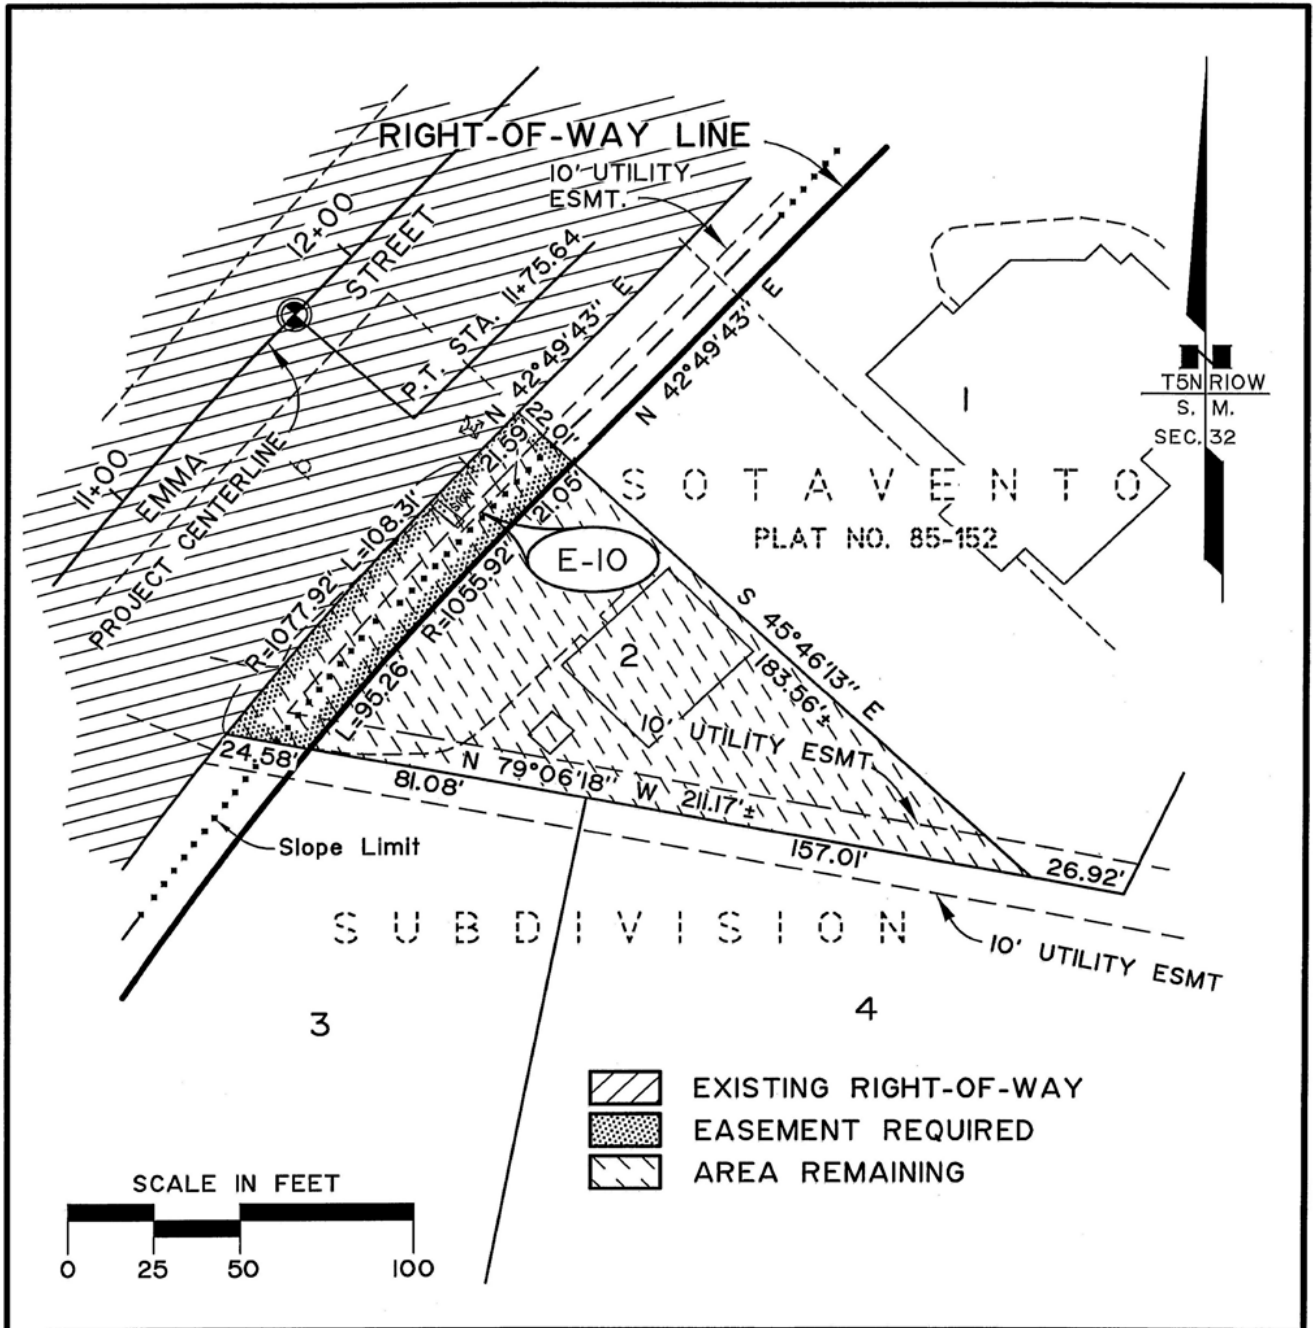 RIGHT-OF-WAY LINE
10' UTILITY
ESMT.
12+00
STREET
P.T. STA. 11+75.64
N 42°49'43" E
N 42°49'43" E
1
T5N R10W
S. M.
SEC. 32
11+00
EMMA
PROJECT CENTERLINE
22.01'
21.59'
21.05'
SIGN
SOTAVENTO
PLAT NO. 85-152
E-10
R=1077.92' L=108.31'
R=1055.92'
L=95.26'
2
S 45°46'13" E
183.56'±
10' UTILITY ESMT.
24.58'
N 79°06'18" W 211.17'±
81.08'
157.01'
26.92'
Slope Limit
SUBDIVISION
10' UTILITY ESMT
3
4
EXISTING RIGHT-OF-WAY
EASEMENT REQUIRED
AREA REMAINING
SCALE IN FEET
0 25 50 100